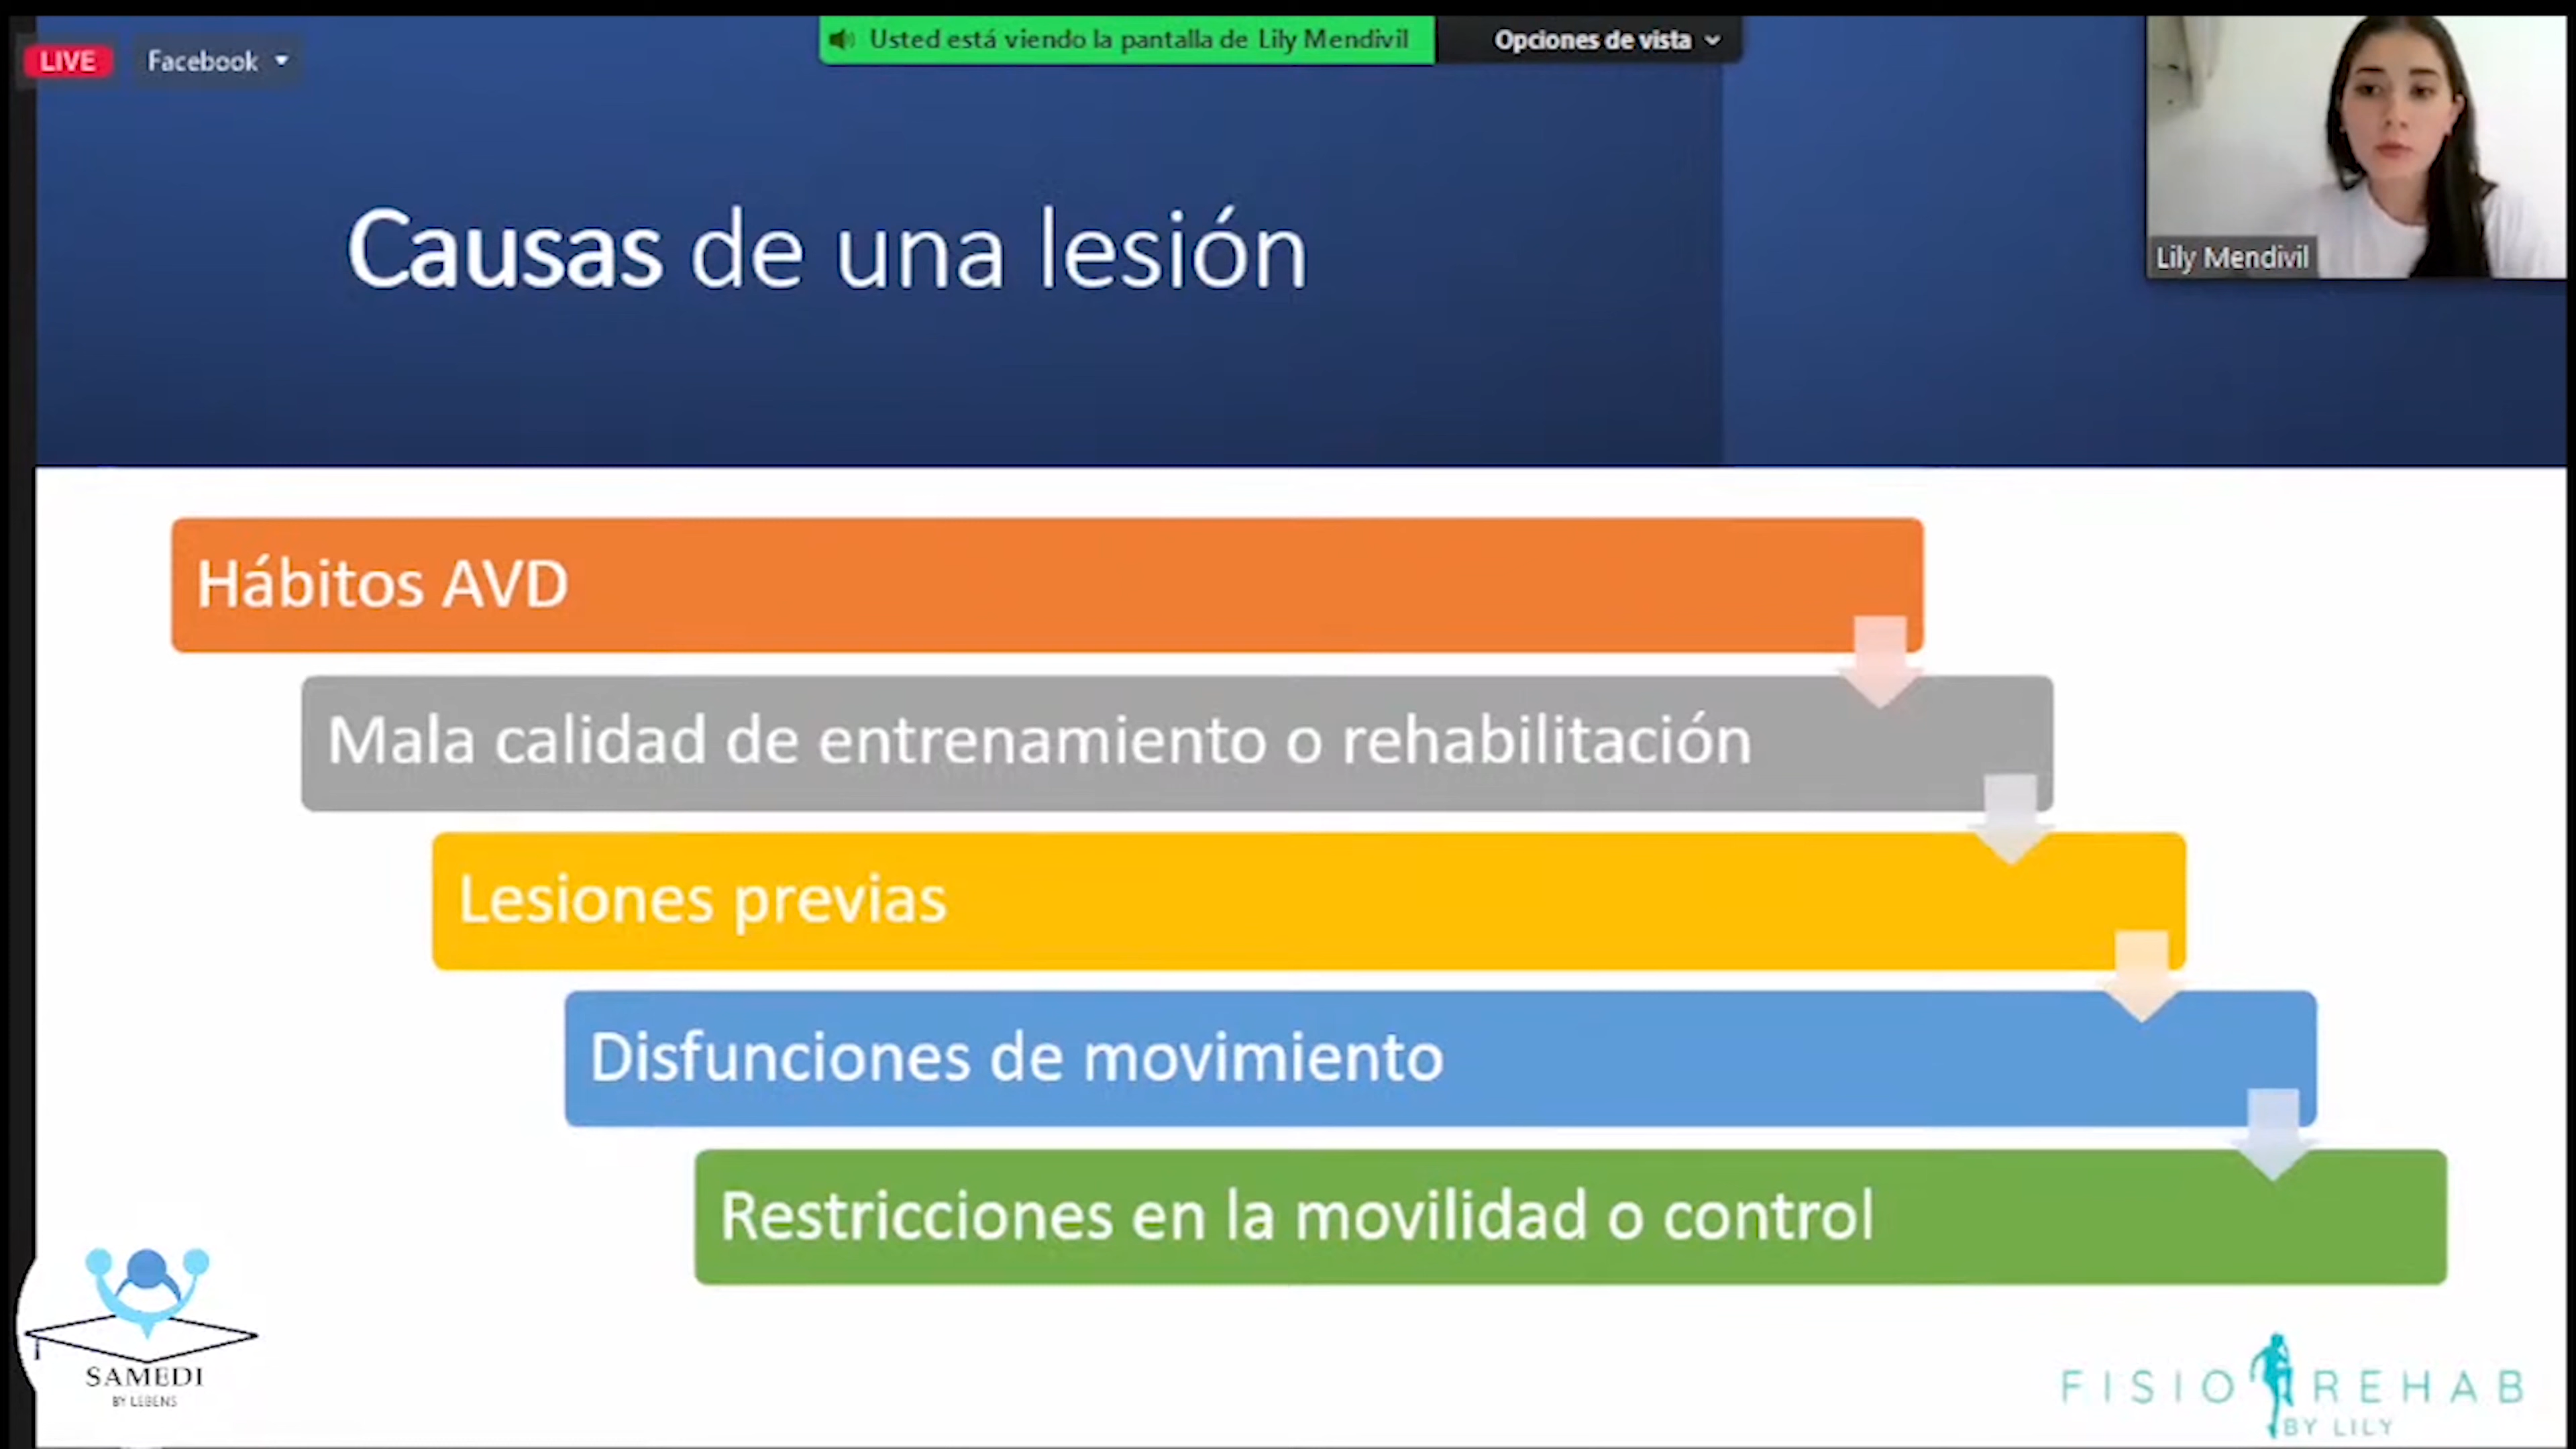 LIVE
Facebook
Usted está viendo la pantalla de Lily Mendivil
Opciones de vista
Lily Mendivil
Causas de una lesión
Hábitos AVD
Mala calidad de entrenamiento o rehabilitación
Lesiones previas
Disfunciones de movimiento
Restricciones en la movilidad o control
SAMEDI
BY LEBENS
FISIO REHAB
BY LILY